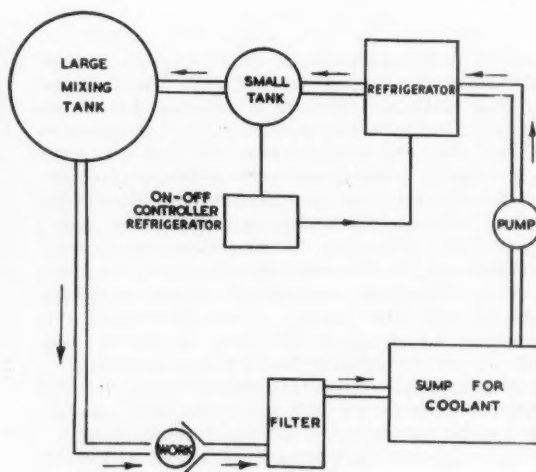 LARGE
MIXING
TANK
SMALL
TANK
REFRIGERATOR
ON-OFF
CONTROLLER
REFRIGERATOR
PUMP
SUMP FOR
COOLANT
FILTER
WORK